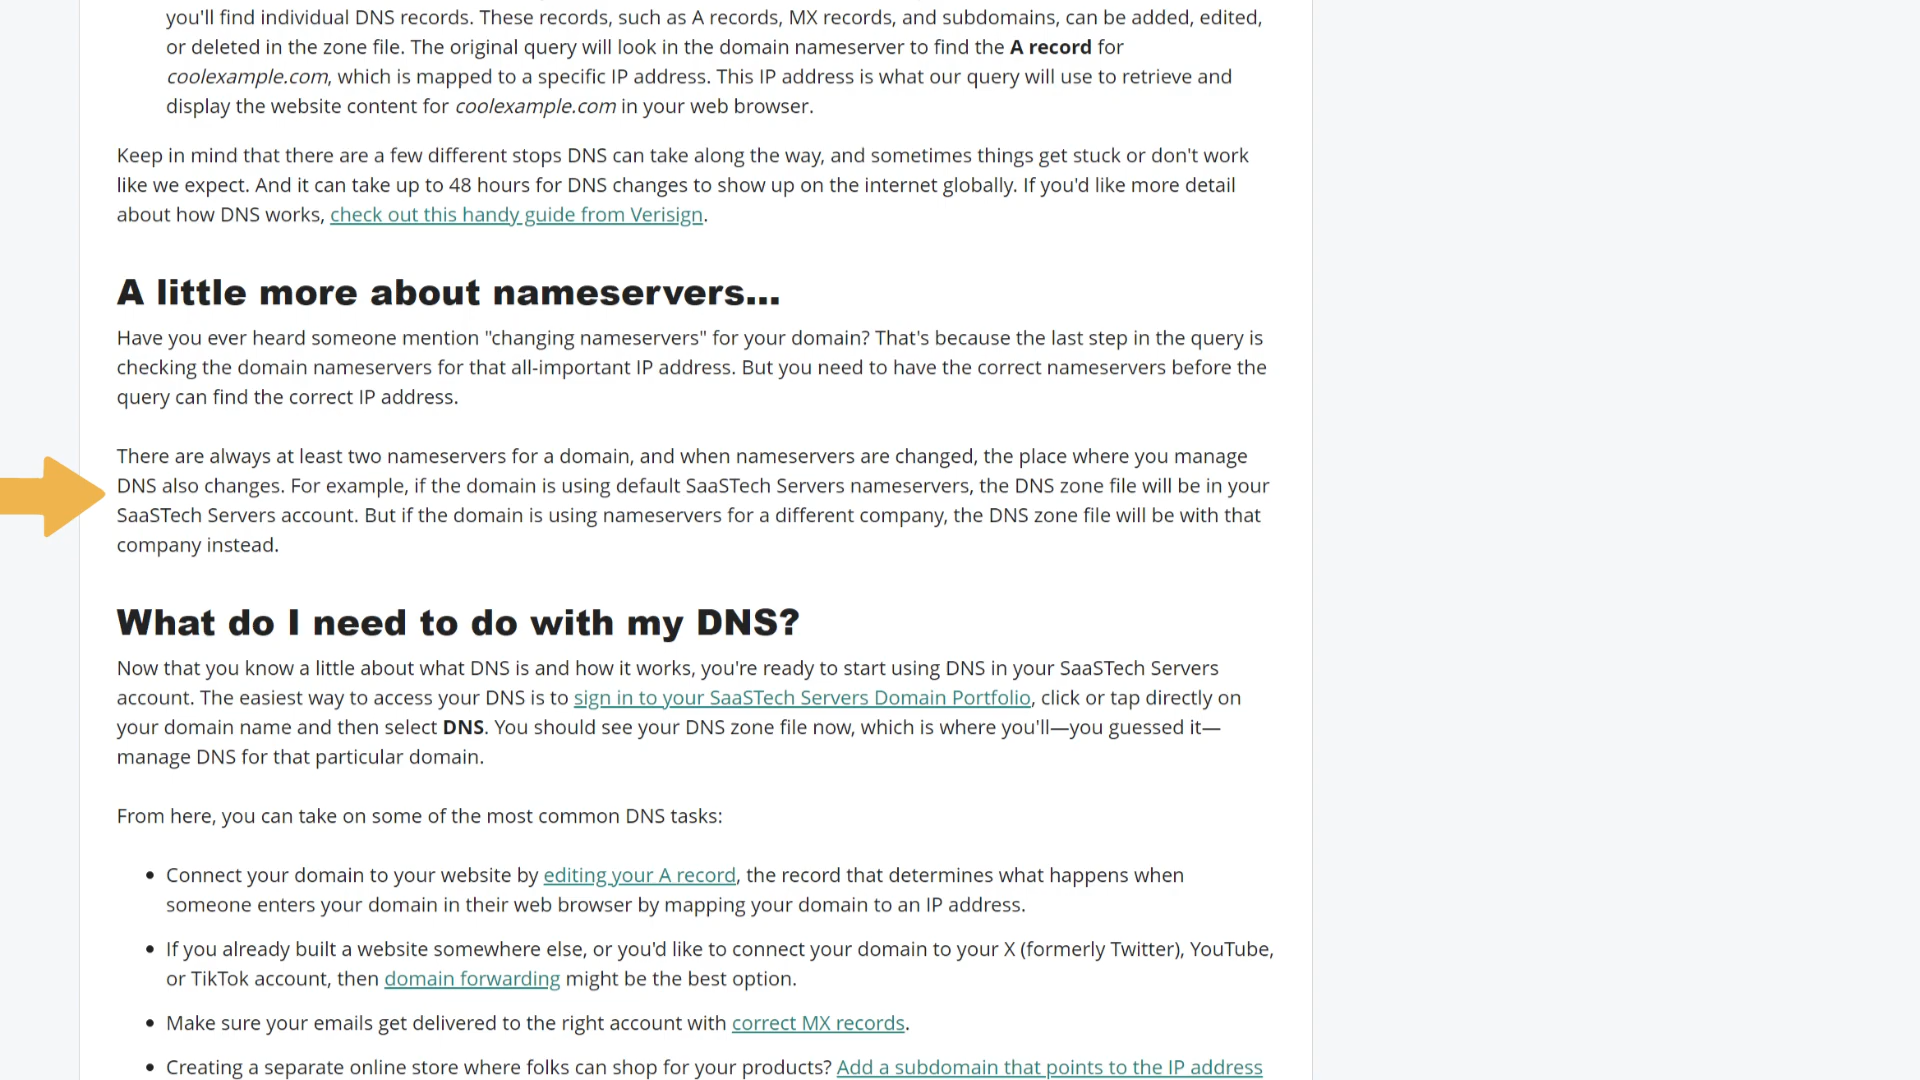 you'll find individual DNS records. These records, such as A records, MX records, and subdomains, can be added, edited,
or deleted in the zone file. The original query will look in the domain nameserver to find the A record for
coolexample.com, which is mapped to a specific IP address. This IP address is what our query will use to retrieve and
display the website content for coolexample.com in your web browser.
Keep in mind that there are a few different stops DNS can take along the way, and sometimes things get stuck or don't work
like we expect. And it can take up to 48 hours for DNS changes to show up on the internet globally. If you'd like more detail
about how DNS works, check out this handy guide from Verisign.
A little more about nameservers...
Have you ever heard someone mention "changing nameservers" for your domain? That's because the last step in the query is
checking the domain nameservers for that all-important IP address. But you need to have the correct nameservers before the
query can find the correct IP address.
There are always at least two nameservers for a domain, and when nameservers are changed, the place where you manage
DNS also changes. For example, if the domain is using default SaaSTech Servers nameservers, the DNS zone file will be in your
SaaSTech Servers account. But if the domain is using nameservers for a different company, the DNS zone file will be with that
company instead.
What do I need to do with my DNS?
Now that you know a little about what DNS is and how it works, you're ready to start using DNS in your SaaSTech Servers
account. The easiest way to access your DNS is to sign in to your SaaSTech Servers Domain Portfolio, click or tap directly on
your domain name and then select DNS. You should see your DNS zone file now, which is where you'll—you guessed it—
manage DNS for that particular domain.
From here, you can take on some of the most common DNS tasks:
• Connect your domain to your website by editing your A record, the record that determines what happens when
someone enters your domain in their web browser by mapping your domain to an IP address.
• If you already built a website somewhere else, or you'd like to connect your domain to your X (formerly Twitter), YouTube,
or TikTok account, then domain forwarding might be the best option.
• Make sure your emails get delivered to the right account with correct MX records.
• Creating a separate online store where folks can shop for your products? Add a subdomain that points to the IP address